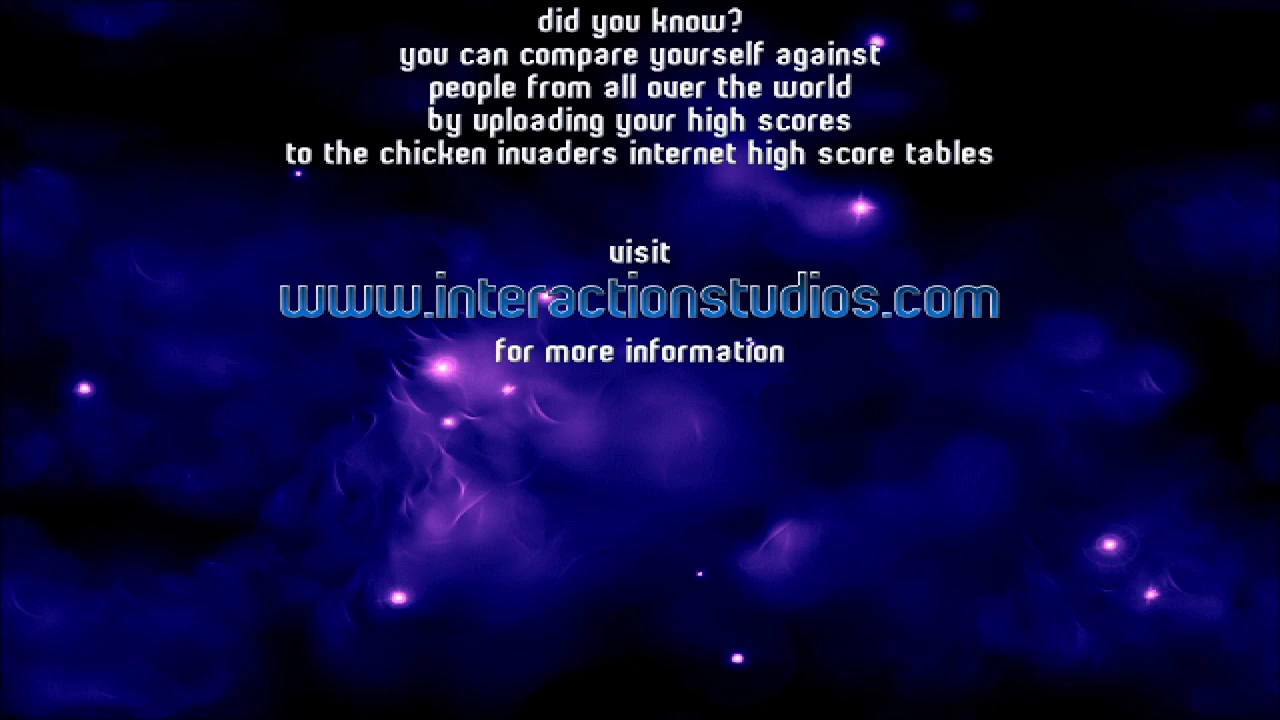 did you know?
you can compare yourself against
people from all over the world
by uploading your high scores
to the chicken invaders internet high score tables
visit
www.interactionstudios.com
for more information